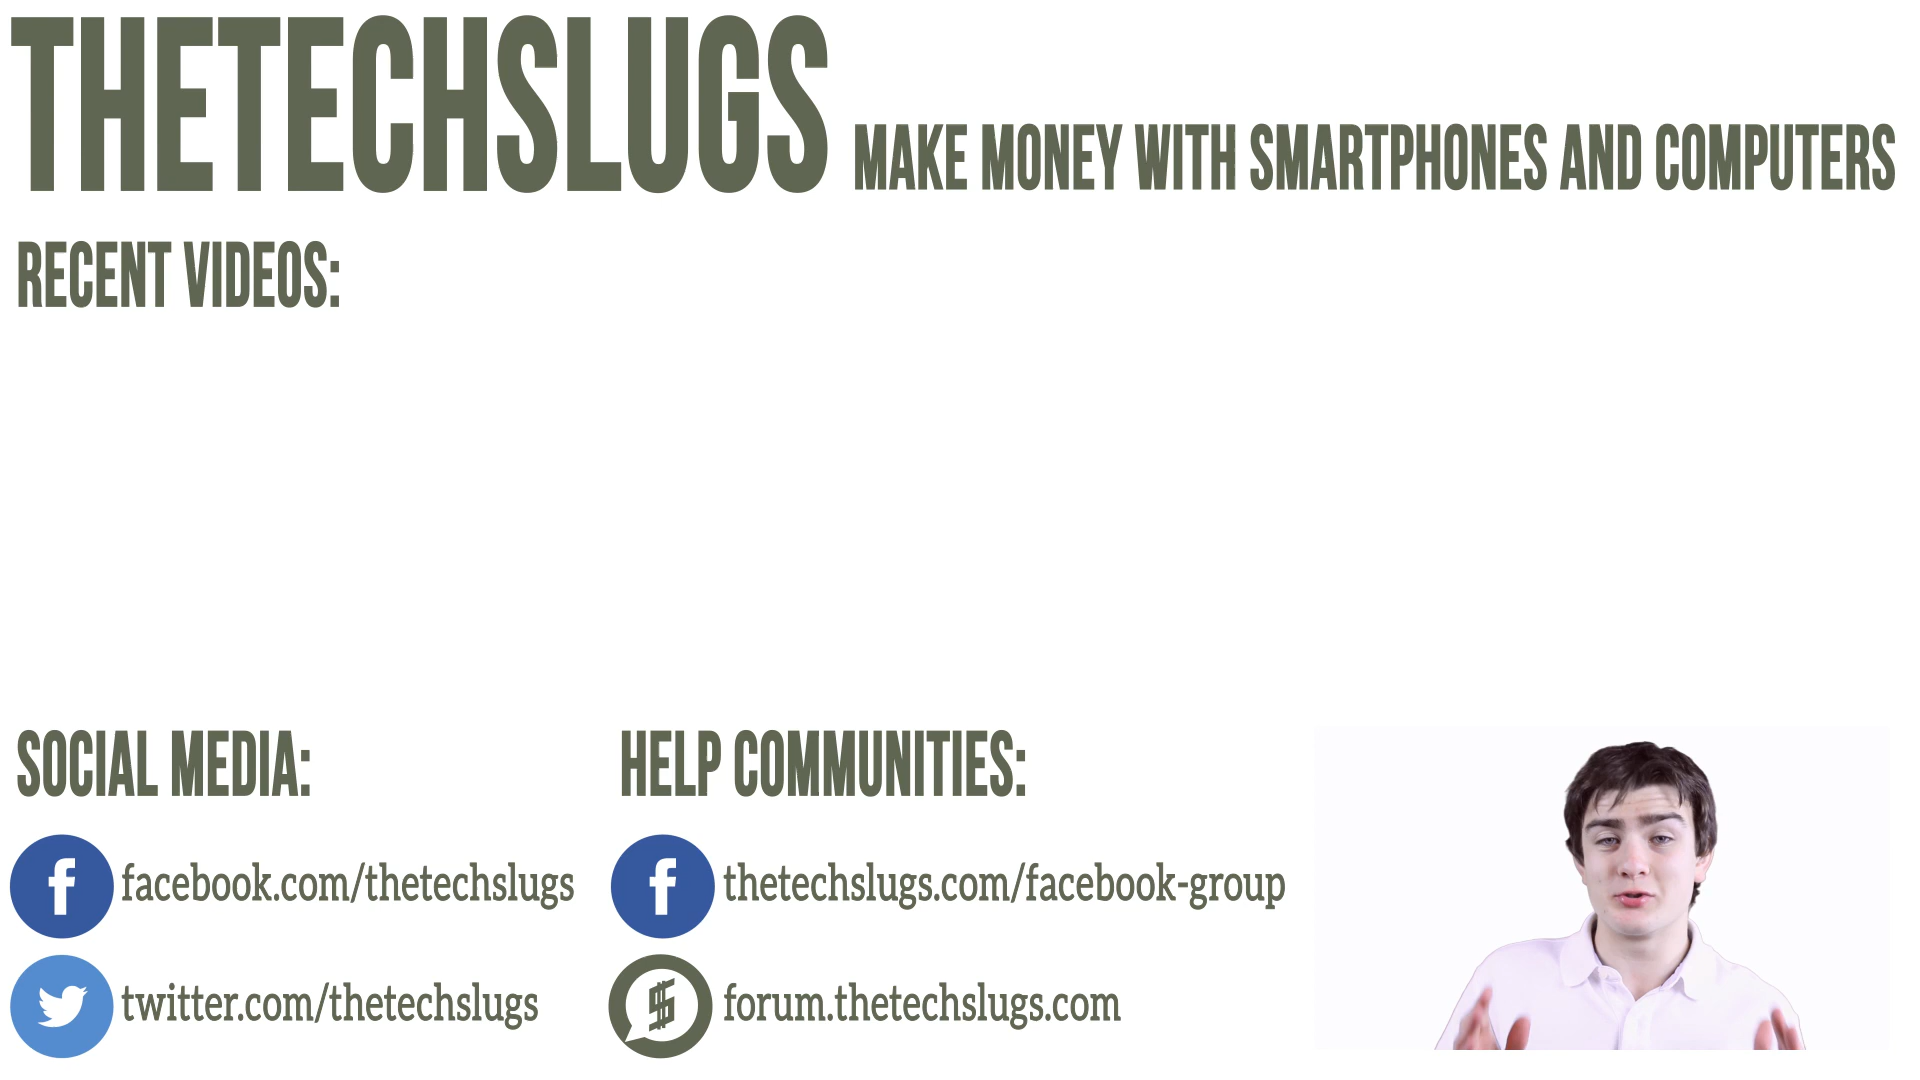 THETECHSLUGS MAKE MONEY WITH SMARTPHONES AND COMPUTERS
RECENT VIDEOS:
SOCIAL MEDIA:
facebook.com/thetechslugs
twitter.com/thetechslugs
HELP COMMUNITIES:
thetechslugs.com/facebook-group
forum.thetechslugs.com